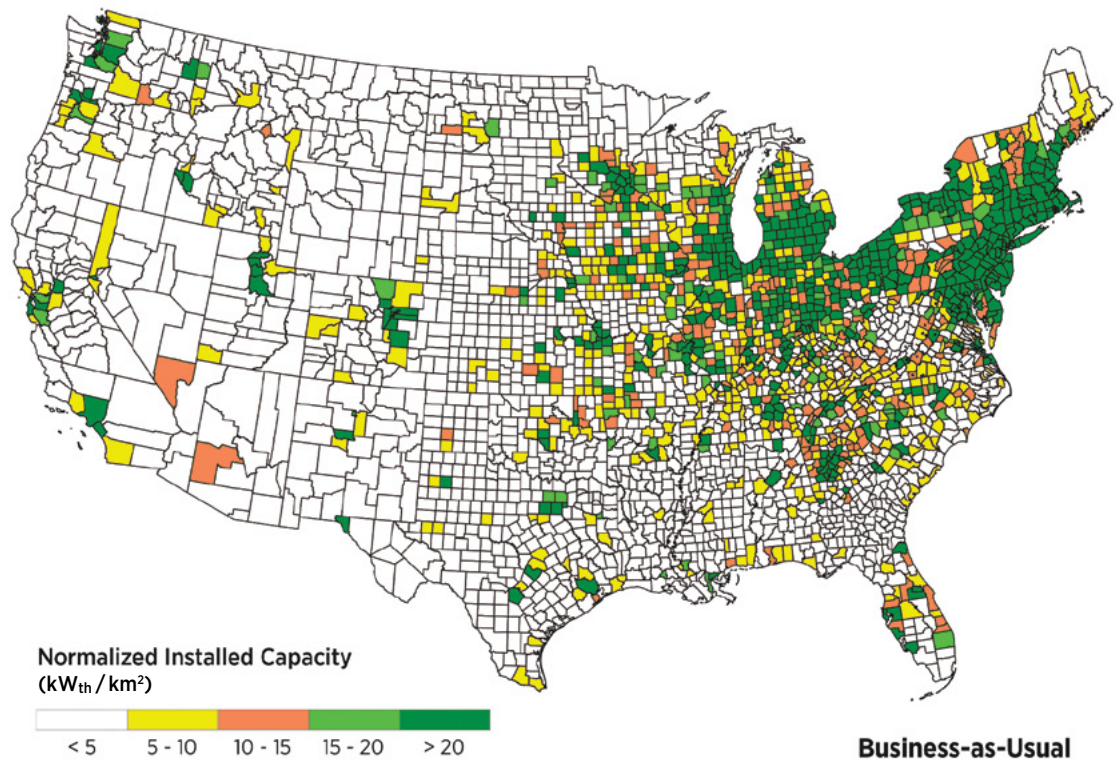 Normalized Installed Capacity
(kWth / km²)
< 5 5 - 10 10 - 15 15 - 20 > 20
Business-as-Usual